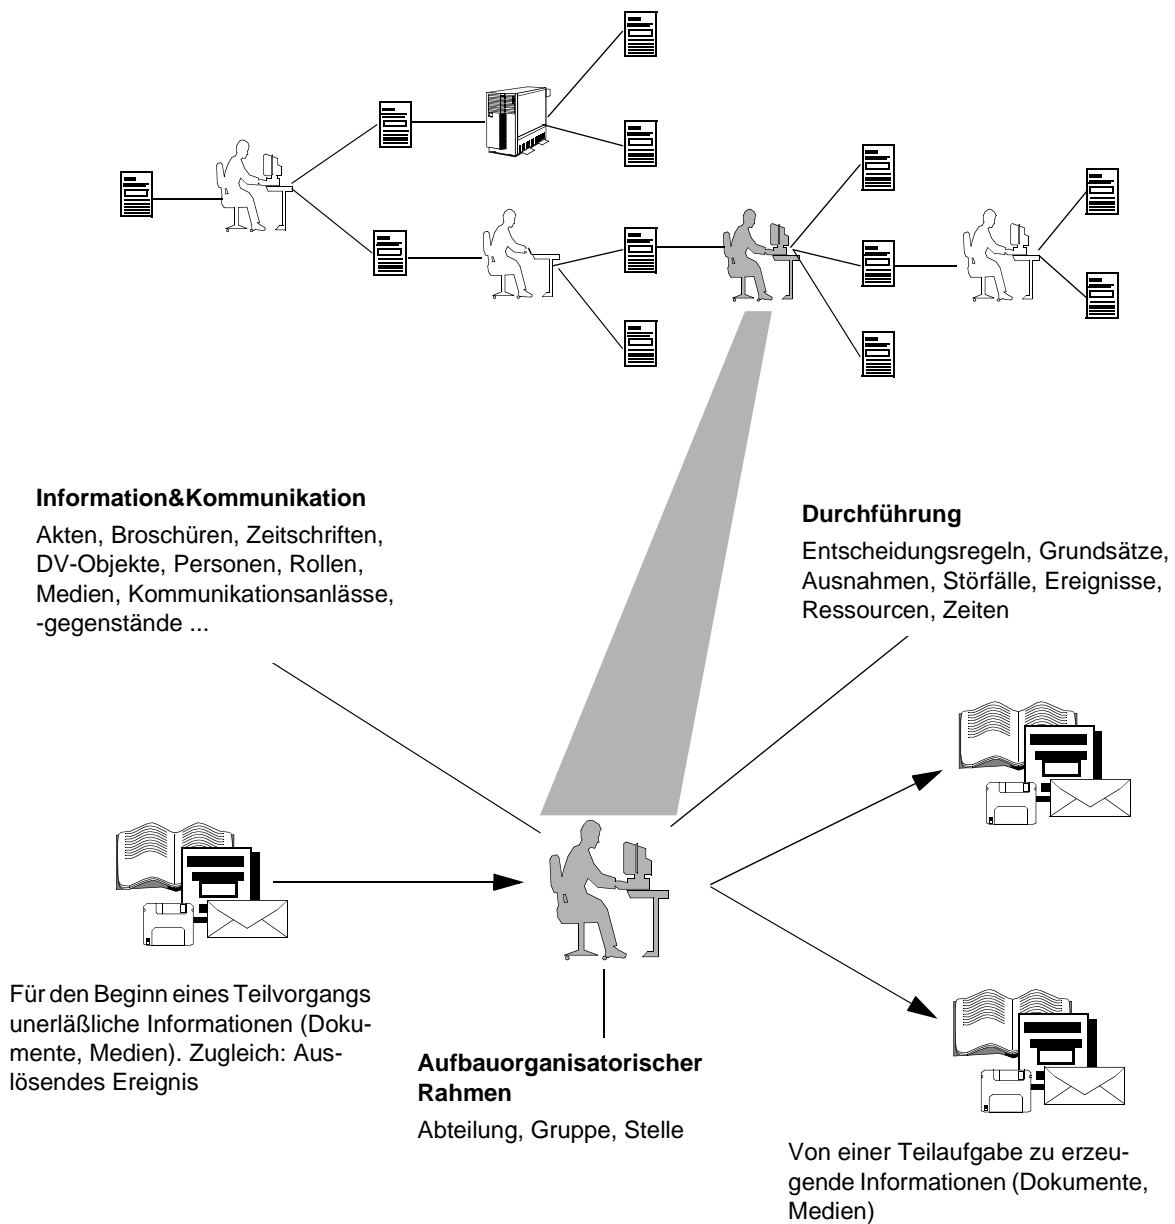 Information&Kommunikation
Akten, Broschüren, Zeitschriften,
DV-Objekte, Personen, Rollen,
Medien, Kommunikationsanlässe,
-gegenstände ...
Durchführung
Entscheidungsregeln, Grundsätze,
Ausnahmen, Störfälle, Ereignisse,
Ressourcen, Zeiten
Für den Beginn eines Teilvorgangs
unerläßliche Informationen (Doku-
mente, Medien). Zugleich: Aus-
lösendes Ereignis
Aufbauorganisatorischer
Rahmen
Abteilung, Gruppe, Stelle
Von einer Teilaufgabe zu erzeu-
gende Informationen (Dokumente,
Medien)